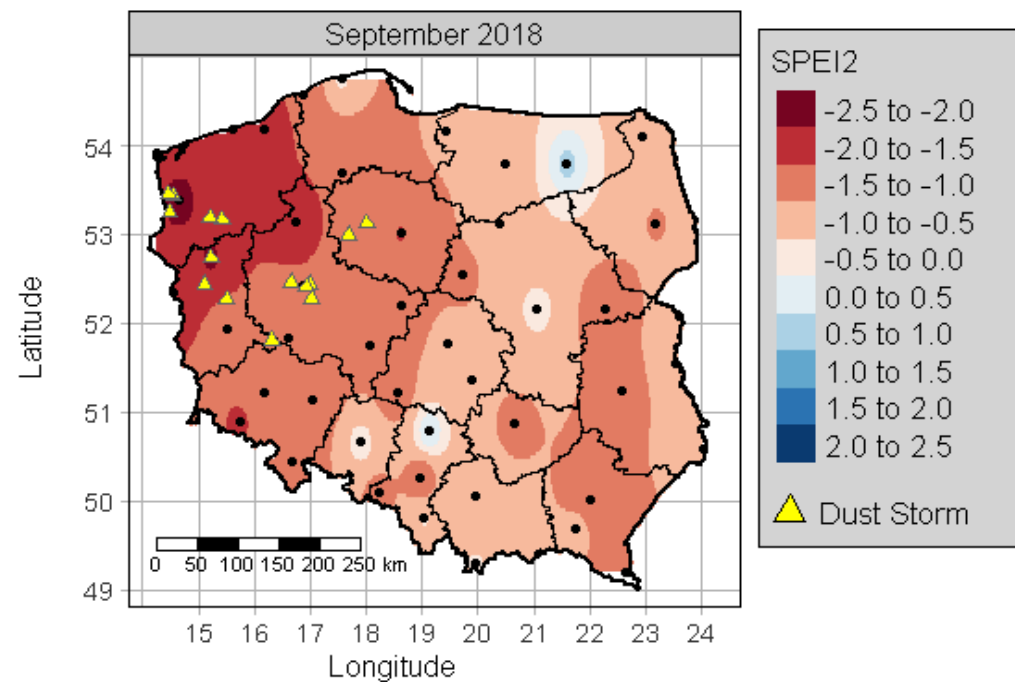 September 2018
SPEI2
-2.5 to -2.0
-2.0 to -1.5
-1.5 to -1.0
-1.0 to -0.5
-0.5 to 0.0
0.0 to 0.5
0.5 to 1.0
1.0 to 1.5
1.5 to 2.0
2.0 to 2.5
Dust Storm
Latitude
54
53
52
51
50
49
0 50 100 150 200 250 km
15 16 17 18 19 20 21 22 23 24
Longitude